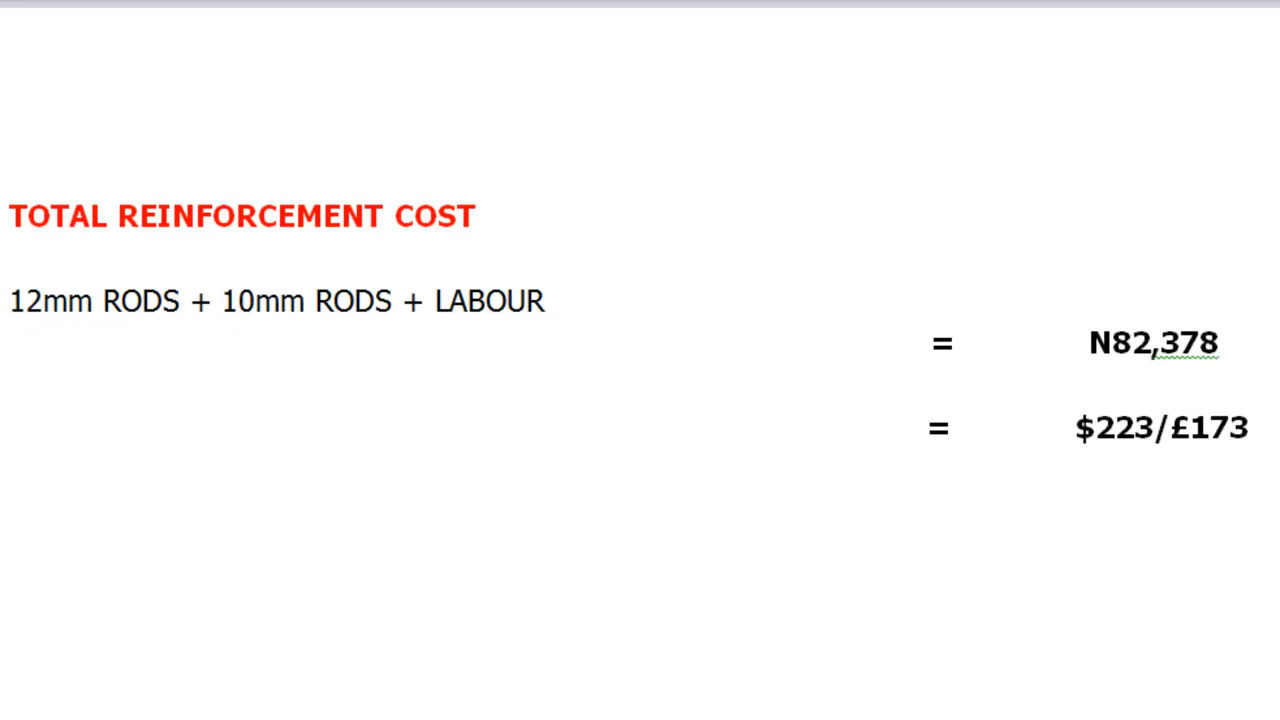 TOTAL REINFORCEMENT COST
12mm RODS + 10mm RODS + LABOUR
= N82,378
= $223/£173